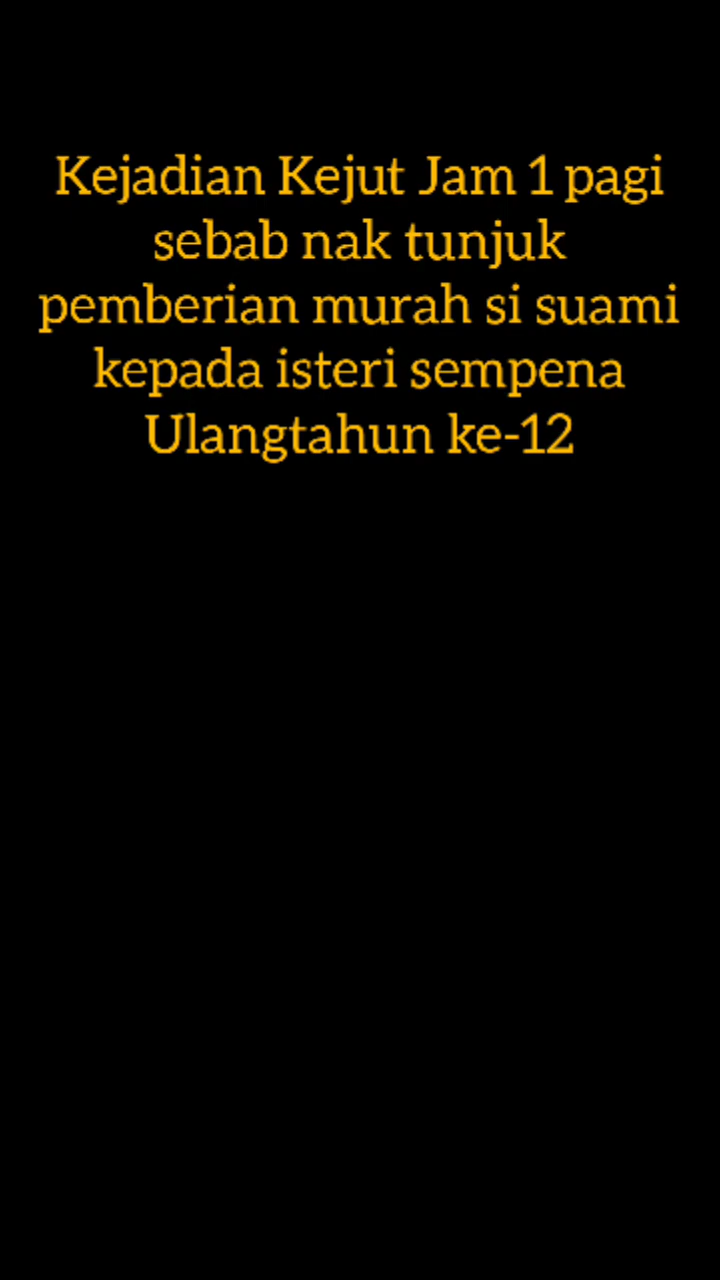 Kejadian Kejut Jam 1 pagi
sebab nak tunjuk
pemberian murah si suami
kepada isteri sempena
Ulangtahun ke-12